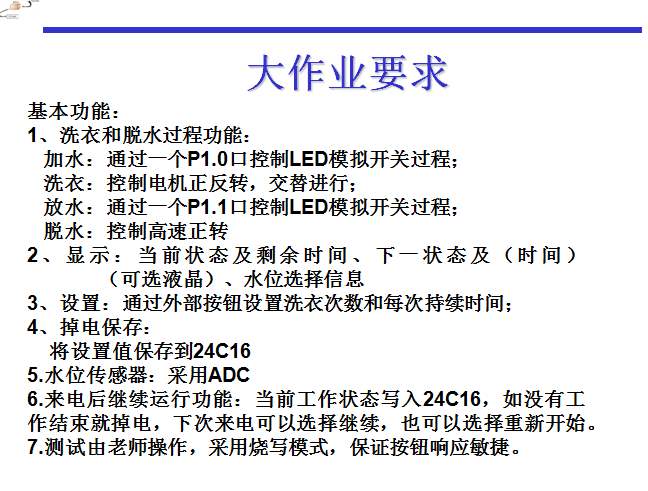 大作业要求
基本功能：
1、洗衣和脱水过程功能：
加水：通过一个P1.0口控制LED模拟开关过程；
洗衣：控制电机正反转，交替进行；
放水：通过一个P1.1口控制LED模拟开关过程；
脱水：控制高速正转
2、显示：当前状态及剩余时间、下一状态及（时间）
（可选液晶）、水位选择信息
3、设置：通过外部按钮设置洗衣次数和每次持续时间；
4、掉电保存：
将设置值保存到24C16
5.水位传感器：采用ADC
6.来电后继续运行功能：当前工作状态写入24C16，如没有工
作结束就掉电，下次来电可以选择继续，也可以选择重新开始。
7.测试由老师操作，采用烧写模式，保证按钮响应敏捷。